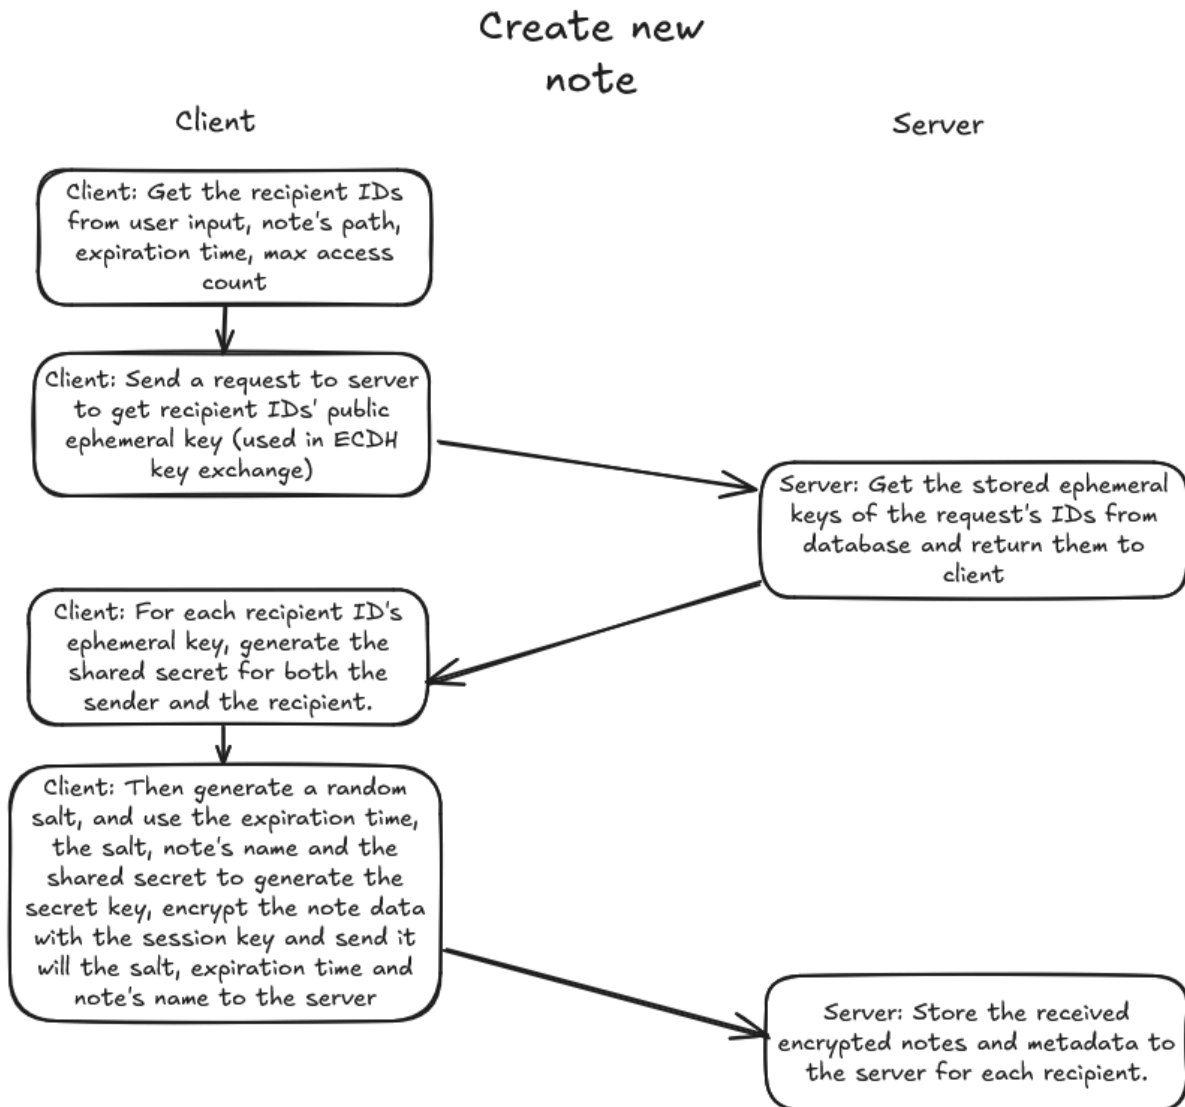 Create new
note
Client
Server
Client: Get the recipient IDs
from user input, note's path,
expiration time, max access
count
Client: Send a request to server
to get recipient IDs' public
ephemeral key (used in ECDH
key exchange)
Server: Get the stored ephemeral
keys of the request's IDs from
database and return them to
client
Client: For each recipient ID's
ephemeral key, generate the
shared secret for both the
sender and the recipient.
Client: Then generate a random
salt, and use the expiration time,
the salt, note's name and the
shared secret to generate the
secret key, encrypt the note data
with the session key and send it
will the salt, expiration time and
note's name to the server
Server: Store the received
encrypted notes and metadata to
the server for each recipient.